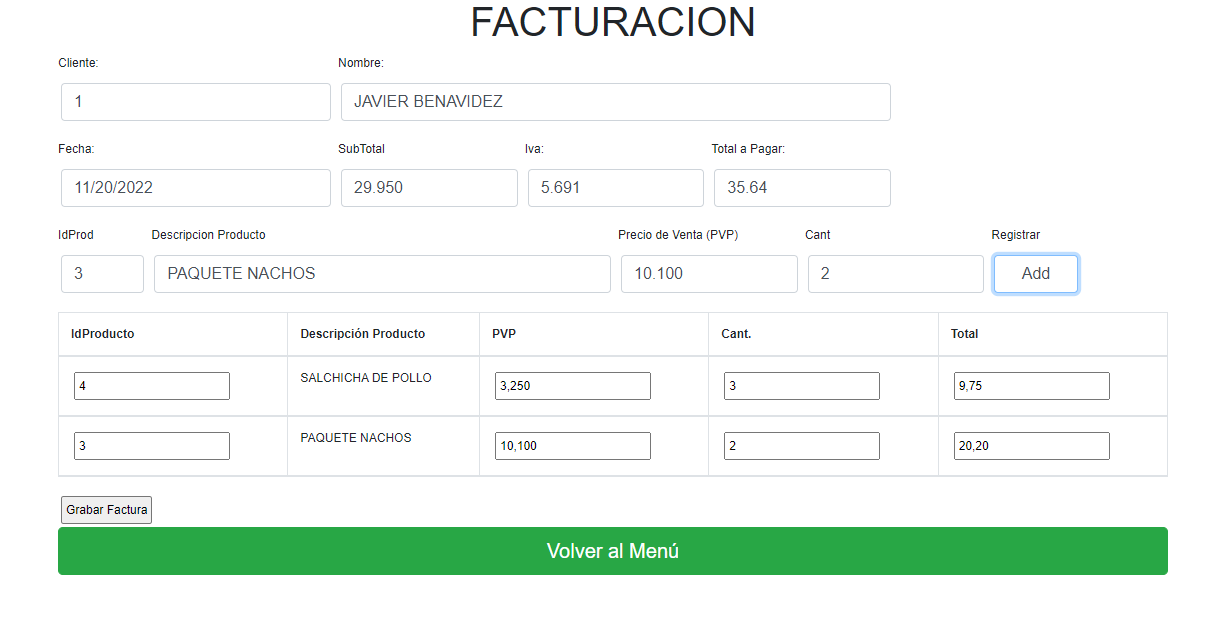 FACTURACION
Cliente: Nombre:
1 JAVIER BENAVIDEZ
Fecha: SubTotal Iva: Total a Pagar:
11/20/2022 29.950 5.691 35.64
IdProd Descripcion Producto Precio de Venta (PVP) Cant Registrar
3 PAQUETE NACHOS 10.100 2 Add
IdProducto Descripción Producto PVP Cant. Total
4 SALCHICHA DE POLLO 3,250 3 9,75
3 PAQUETE NACHOS 10,100 2 20,20
Grabar Factura
Volver al Menú